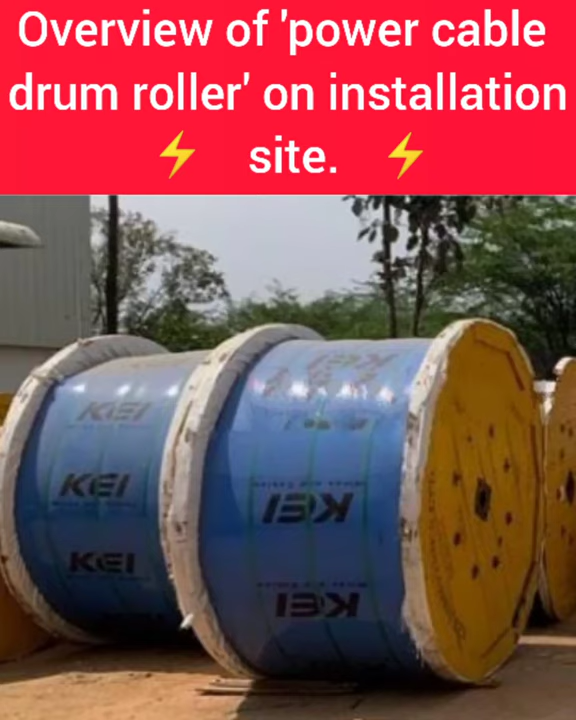 Overview of 'power cable
drum roller' on installation
⚡ site. ⚡
KEI
KEI
KEI
KEI
KEI
KEI